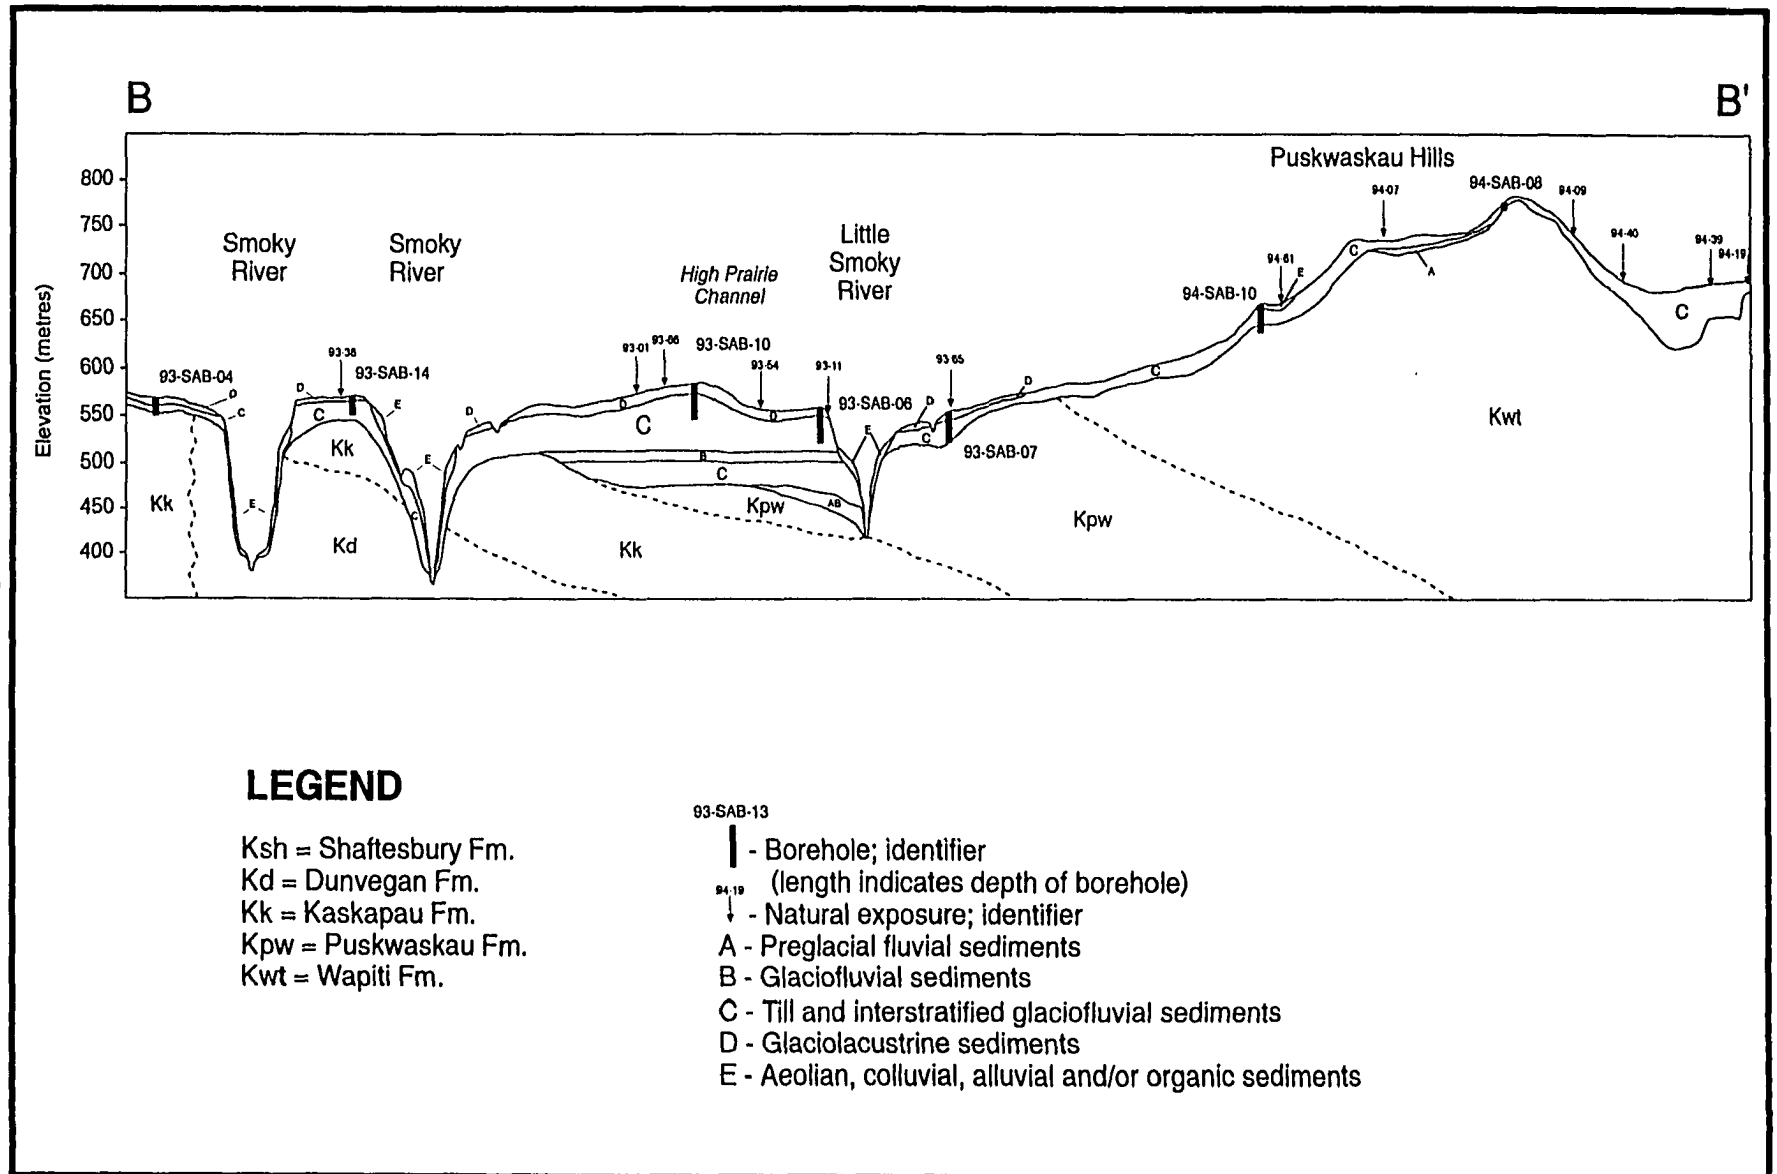 B
B'
Puskwaskau Hills
800
750
700
650
600
550
500
450
400
Elevation (metres)
94-07
94-SAB-08
94-09
Smoky
River
Smoky
River
Little
Smoky
River
High Prairie
Channel
94-40
94-39
94-19
94-61
E
C
A
94-SAB-10
C
93-SAB-04
93-38
93-SAB-14
93-01
93-66
93-SAB-10
93-54
93-11
93-65
D
C
D
C
E
D
D
C
D
93-SAB-06
E
D
C
D
C
93-SAB-07
Kwt
Kk
Kk
E
E
B
C
Kk
E
C
Kpw
AB
Kpw
Kd
Kk
LEGEND
Ksh = Shaftesbury Fm.
Kd = Dunvegan Fm.
Kk = Kaskapau Fm.
Kpw = Puskwaskau Fm.
Kwt = Wapiti Fm.
93-SAB-13
- Borehole; identifier
(length indicates depth of borehole)
94-19
- Natural exposure; identifier
A - Preglacial fluvial sediments
B - Glaciofluvial sediments
C - Till and interstratified glaciofluvial sediments
D - Glaciolacustrine sediments
E - Aeolian, colluvial, alluvial and/or organic sediments